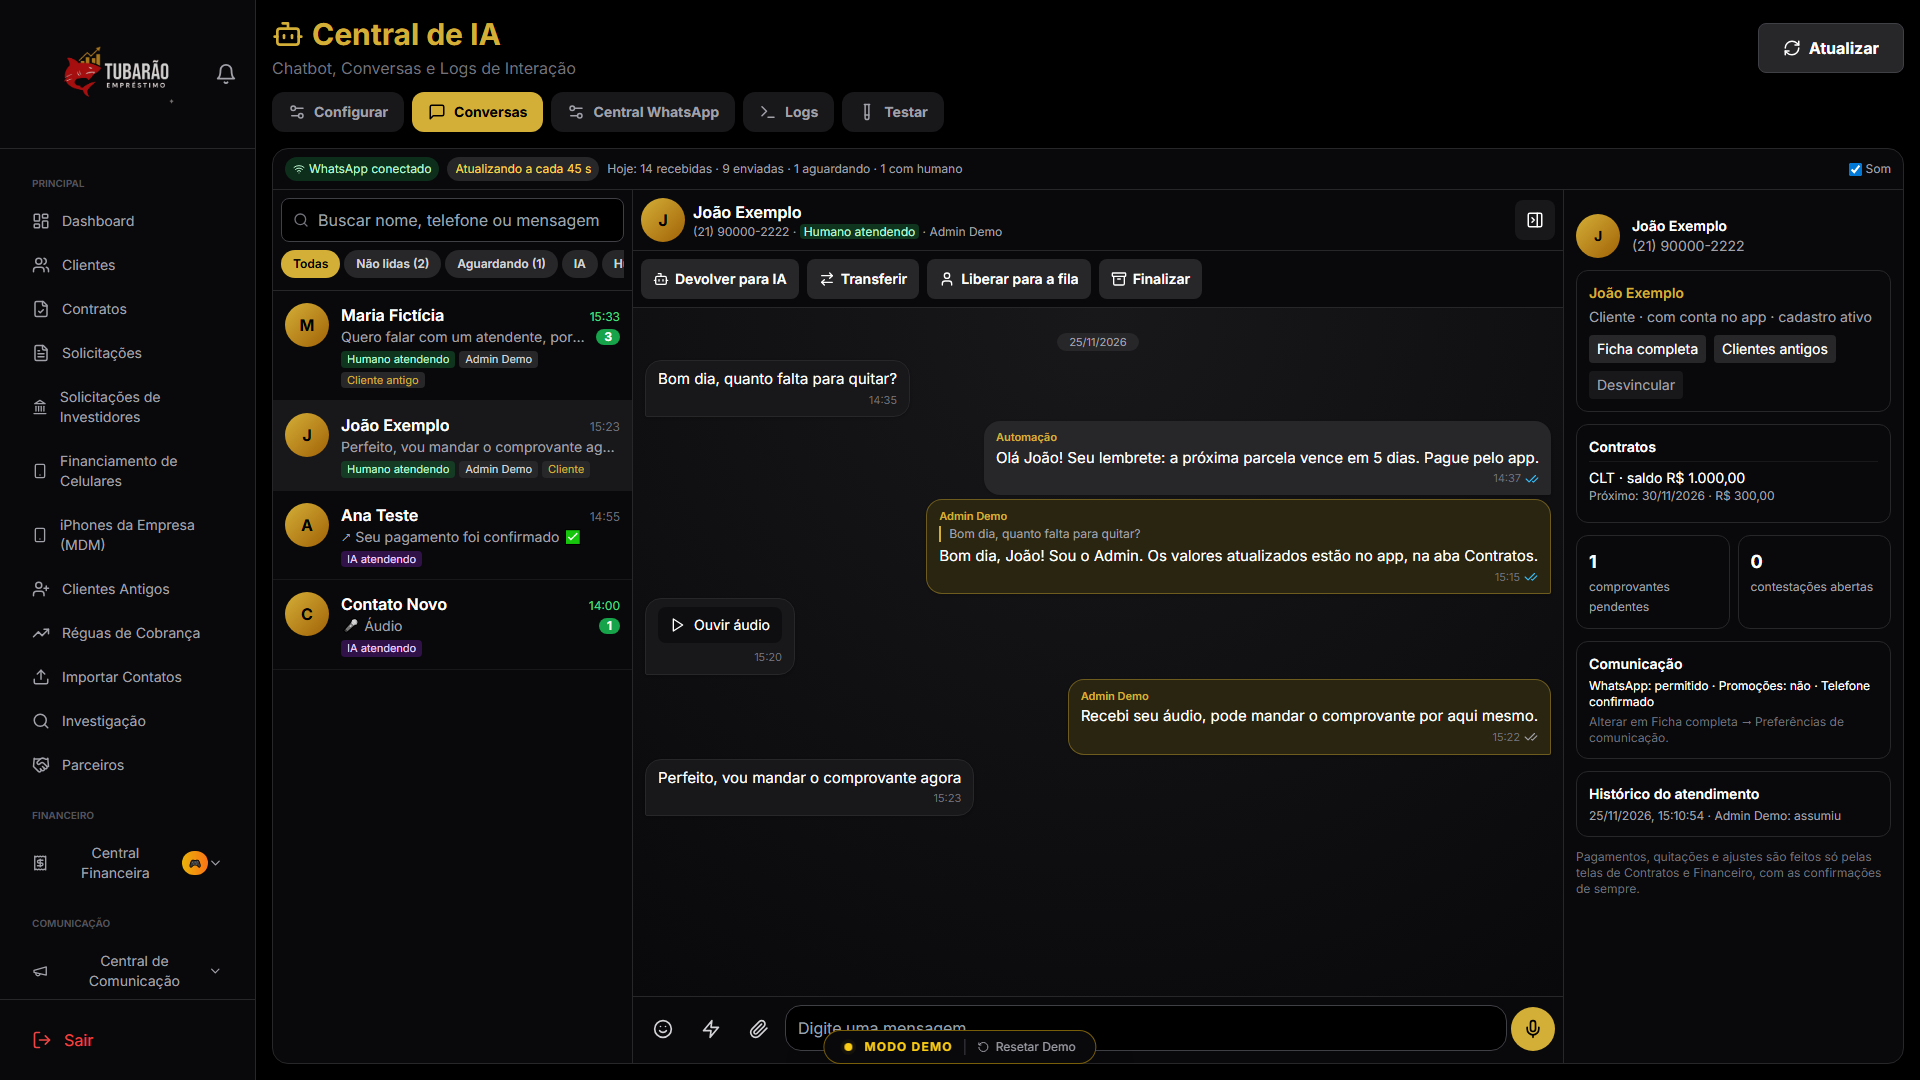 TUBARÃO
EMPRÉSTIMO
PRINCIPAL
Dashboard
Clientes
Contratos
Solicitações
Solicitações de
Investidores
Financiamento de
Celulares
iPhones da Empresa
(MDM)
Clientes Antigos
Réguas de Cobrança
Importar Contatos
Investigação
Parceiros
FINANCEIRO
Central
Financeira
COMUNICAÇÃO
Central de
Comunicação
Sair
Central de IA
Chatbot, Conversas e Logs de Interação
Atualizar
Configurar
Conversas
Central WhatsApp
Logs
Testar
WhatsApp conectado
Atualizando a cada 45 s
Hoje: 14 recebidas · 9 enviadas · 1 aguardando · 1 com humano
Som
Buscar nome, telefone ou mensagem
Todas
Não lidas (2)
Aguardando (1)
IA
Maria Fictícia
15:33
Quero falar com um atendente, por...
3
Humano atendendo
Admin Demo
Cliente antigo
João Exemplo
15:23
Perfeito, vou mandar o comprovante ag...
Humano atendendo
Admin Demo
Cliente
Ana Teste
14:55
↗ Seu pagamento foi confirmado ✅
IA atendendo
Contato Novo
14:00
🎤 Áudio
1
IA atendendo
M
J
A
C
J
João Exemplo
(21) 90000-2222 · Humano atendendo · Admin Demo
Devolver para IA
Transferir
Liberar para a fila
Finalizar
25/11/2026
Bom dia, quanto falta para quitar?
14:35
Automação
Olá João! Seu lembrete: a próxima parcela vence em 5 dias. Pague pelo app.
14:37
Admin Demo
Bom dia, quanto falta para quitar?
Bom dia, João! Sou o Admin. Os valores atualizados estão no app, na aba Contratos.
15:15
Ouvir áudio
15:20
Admin Demo
Recebi seu áudio, pode mandar o comprovante por aqui mesmo.
15:22
Perfeito, vou mandar o comprovante agora
15:23
Digite uma mensagem
MODO DEMO
Resetar Demo
J
João Exemplo
(21) 90000-2222
João Exemplo
Cliente · com conta no app · cadastro ativo
Ficha completa
Clientes antigos
Desvincular
Contratos
CLT · saldo R$ 1.000,00
Próximo: 30/11/2026 · R$ 300,00
1
comprovantes
pendentes
0
contestações abertas
Comunicação
WhatsApp: permitido · Promoções: não · Telefone
confirmado
Alterar em Ficha completa → Preferências de
comunicação.
Histórico do atendimento
25/11/2026, 15:10:54 · Admin Demo: assumiu
Pagamentos, quitações e ajustes são feitos só pelas
telas de Contratos e Financeiro, com as confirmações
de sempre.